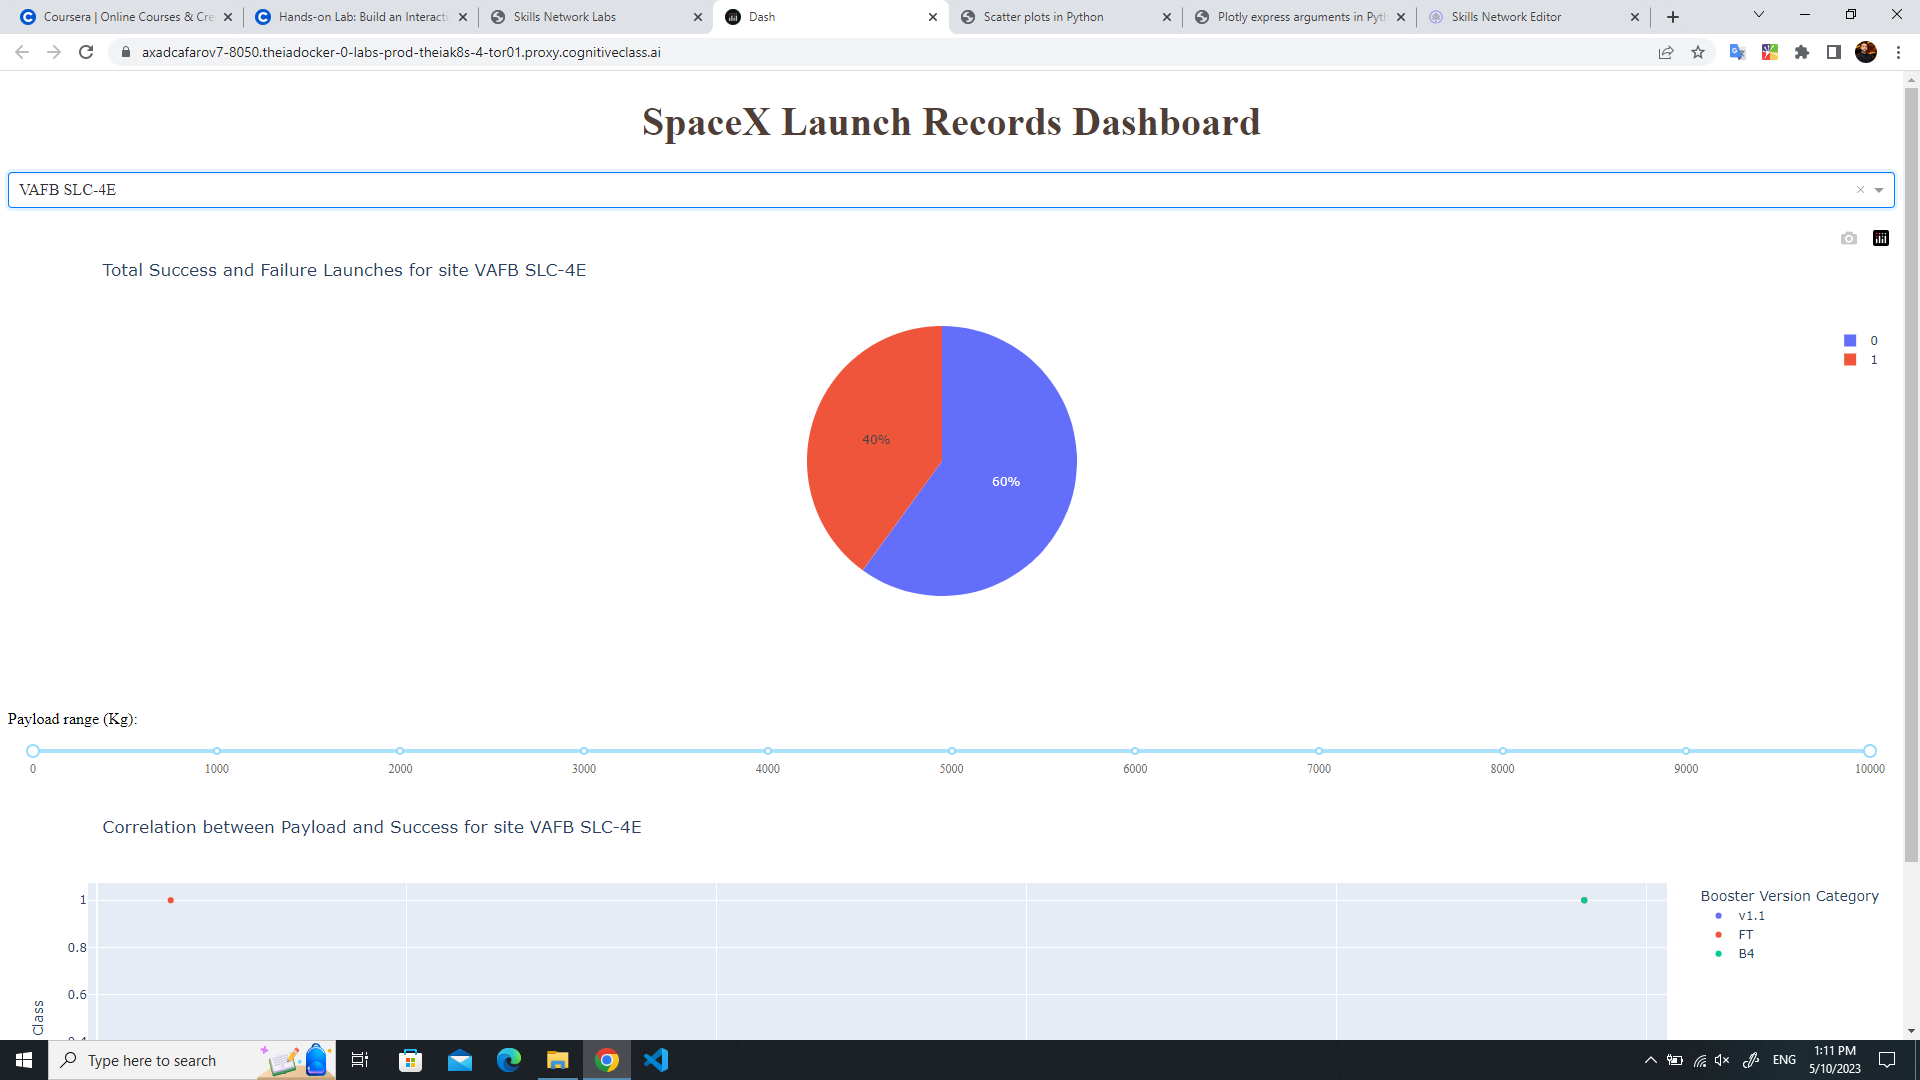 Coursera | Online Courses & Cre
Hands-on Lab: Build an Interacti
Skills Network Labs
Dash
Scatter plots in Python
Plotly express arguments in Pyth
Skills Network Editor
axadcafarov7-8050.theiadocker-0-labs-prod-theiak8s-4-tor01.proxy.cognitiveclass.ai
SpaceX Launch Records Dashboard
VAFB SLC-4E
Total Success and Failure Launches for site VAFB SLC-4E
0
1
40%
60%
Payload range (Kg):
0 1000 2000 3000 4000 5000 6000 7000 8000 9000 10000
Correlation between Payload and Success for site VAFB SLC-4E
1
0.8
0.6
Class
Booster Version Category
v1.1
FT
B4
Type here to search
ENG
1:11 PM
5/10/2023